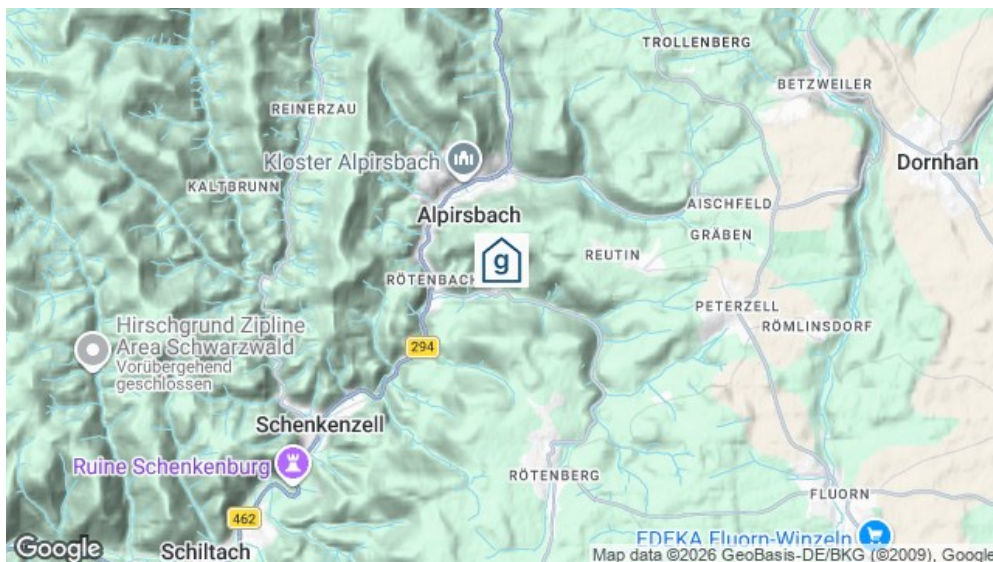 TROLLENBERG
BETZWEILER
REINERZAU
Kloster Alpirsbach
Dornhan
KALTBRUNN
Alpirsbach
AISCHFELD
GRÄBEN
REUTIN
g
RÖTENBACH
PETERZELL
RÖMLINSDORF
Hirschgrund Zipline
Area Schwarzwald
Vorübergehend
geschlossen
294
Schenkenzell
Ruine Schenkenburg
RÖTENBERG
FLUORN
462
EDEKA Fluorn-Winzeln
Schiltach
Google
Map data ©2026 GeoBasis-DE/BKG (©2009), Google